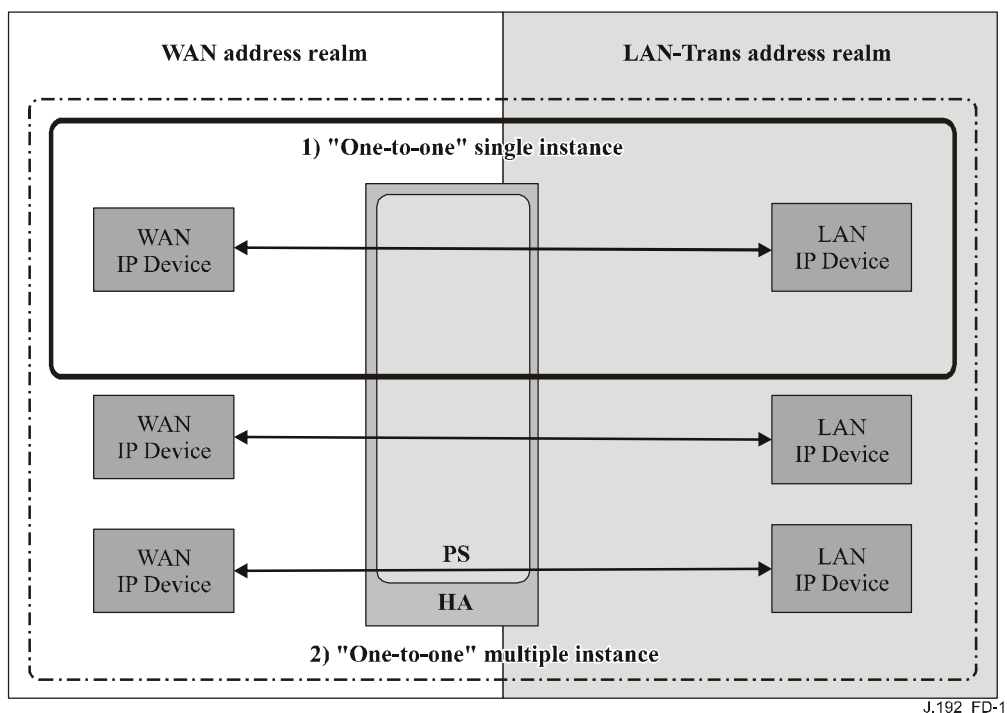 WAN address realm
LAN-Trans address realm
1) "One-to-one" single instance
WAN
IP Device
LAN
IP Device
WAN
IP Device
LAN
IP Device
WAN
IP Device
PS
LAN
IP Device
HA
2) "One-to-one" multiple instance
J.192_FD-1